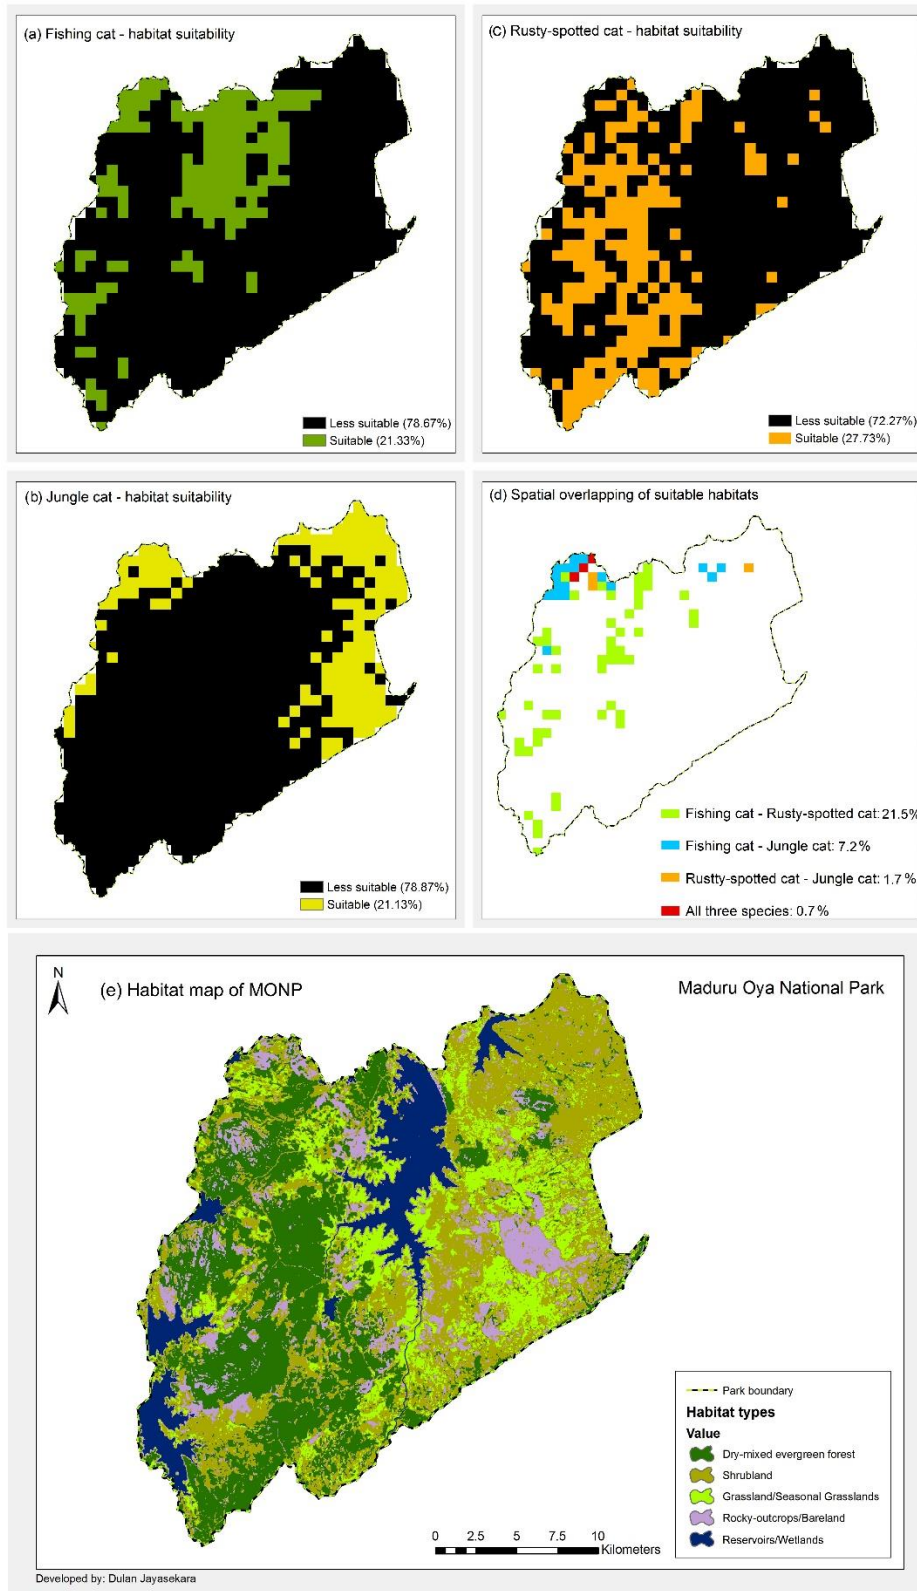 (a) Fishing cat - habitat suitability
Less suitable (78.67%)
Suitable (21.33%)
(c) Rusty-spotted cat - habitat suitability
Less suitable (72.27%)
Suitable (27.73%)
(b) Jungle cat - habitat suitability
Less suitable (78.87%)
Suitable (21.13%)
(d) Spatial overlapping of suitable habitats
Fishing cat - Rusty-spotted cat: 21.5%
Fishing cat - Jungle cat: 7.2%
Rustty-spotted cat - Jungle cat: 1.7%
All three species: 0.7%
N
(e) Habitat map of MONP
Maduru Oya National Park
Park boundary
Habitat types
Value
Dry-mixed evergreen forest
Shrubland
Grassland/Seasonal Grasslands
Rocky-outcrops/Bareland
Reservoirs/Wetlands
0 2.5 5 7.5 10
Kilometers
Developed by: Dulan Jayasekara